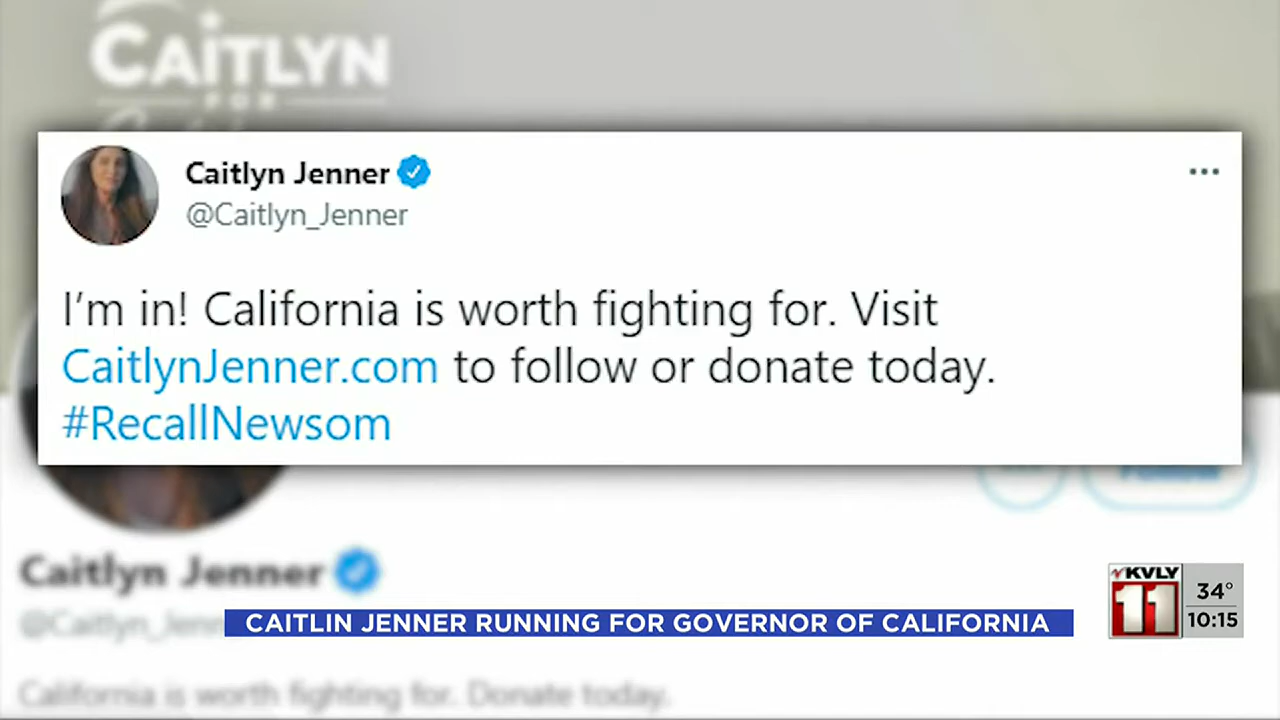 CAITLYN
FOR
Caitlyn Jenner
@Caitlyn_Jenner
I'm in! California is worth fighting for. Visit
CaitlynJenner.com to follow or donate today.
#RecallNewsom
Caitlyn Jenner
@Caitlyn_Jenn
CAITLIN JENNER RUNNING FOR GOVERNOR OF CALIFORNIA
KVLY
11
34°
10:15
California is worth fighting for. Donate today.